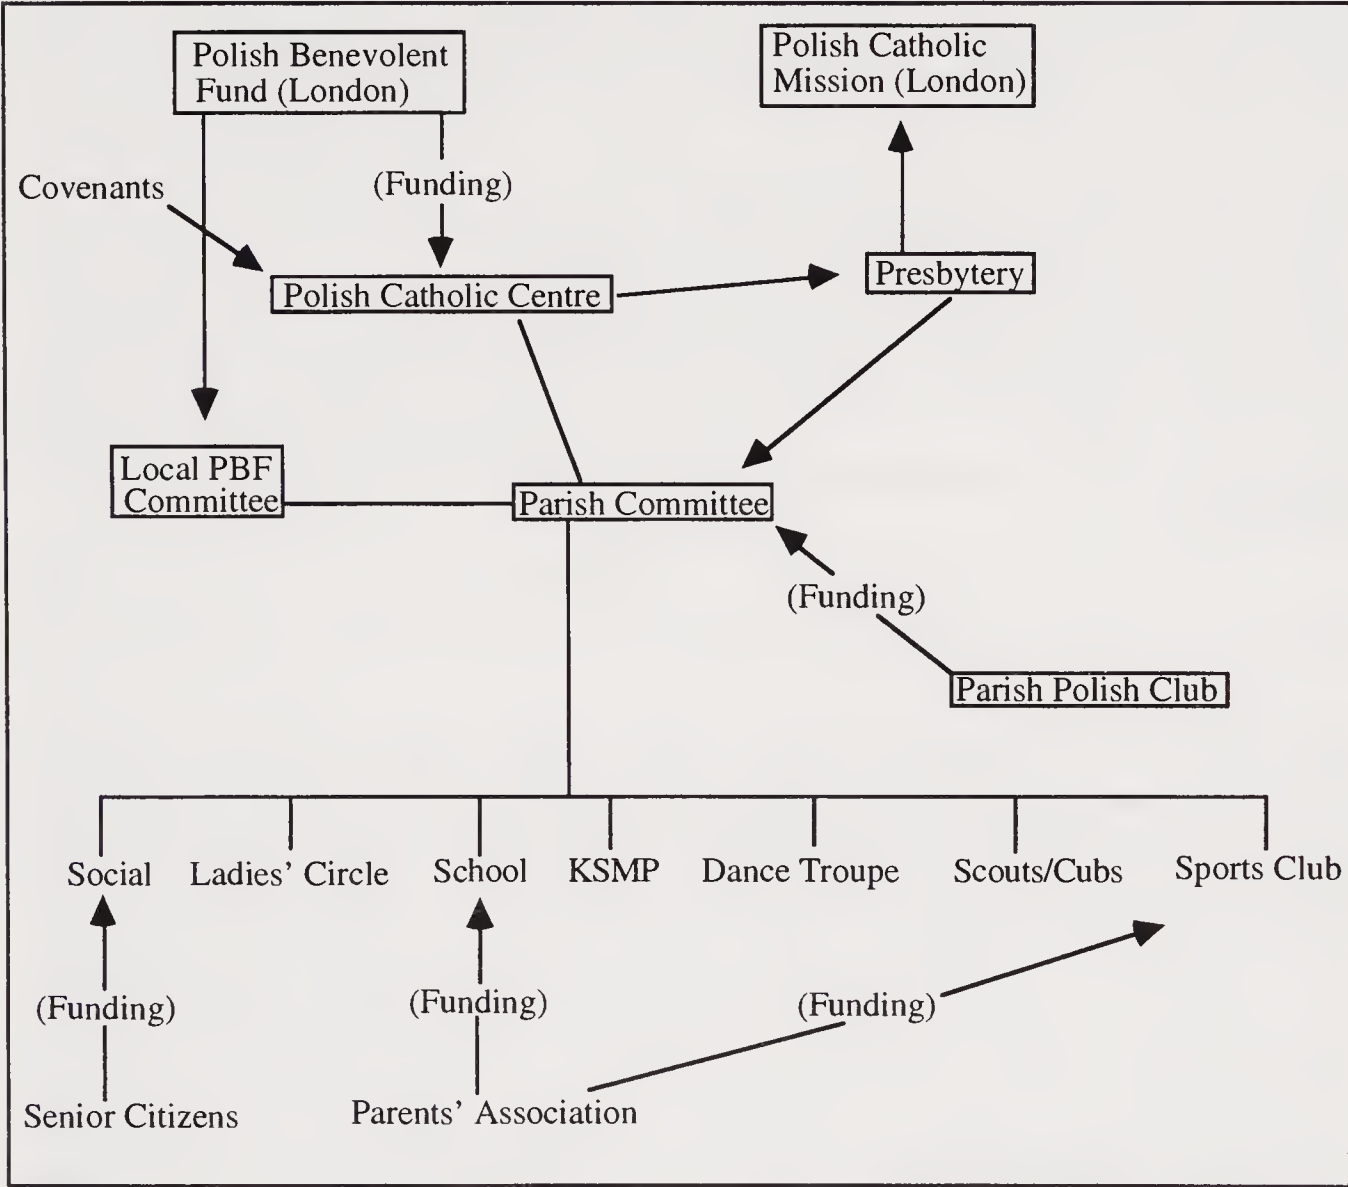 Polish Benevolent
Fund (London)
Polish Catholic
Mission (London)
Covenants
(Funding)
Polish Catholic Centre
Presbytery
Local PBF
Committee
Parish Committee
(Funding)
Parish Polish Club
Social
Ladies' Circle
School
KSMP
Dance Troupe
Scouts/Cubs
Sports Club
(Funding)
(Funding)
(Funding)
Senior Citizens
Parents' Association